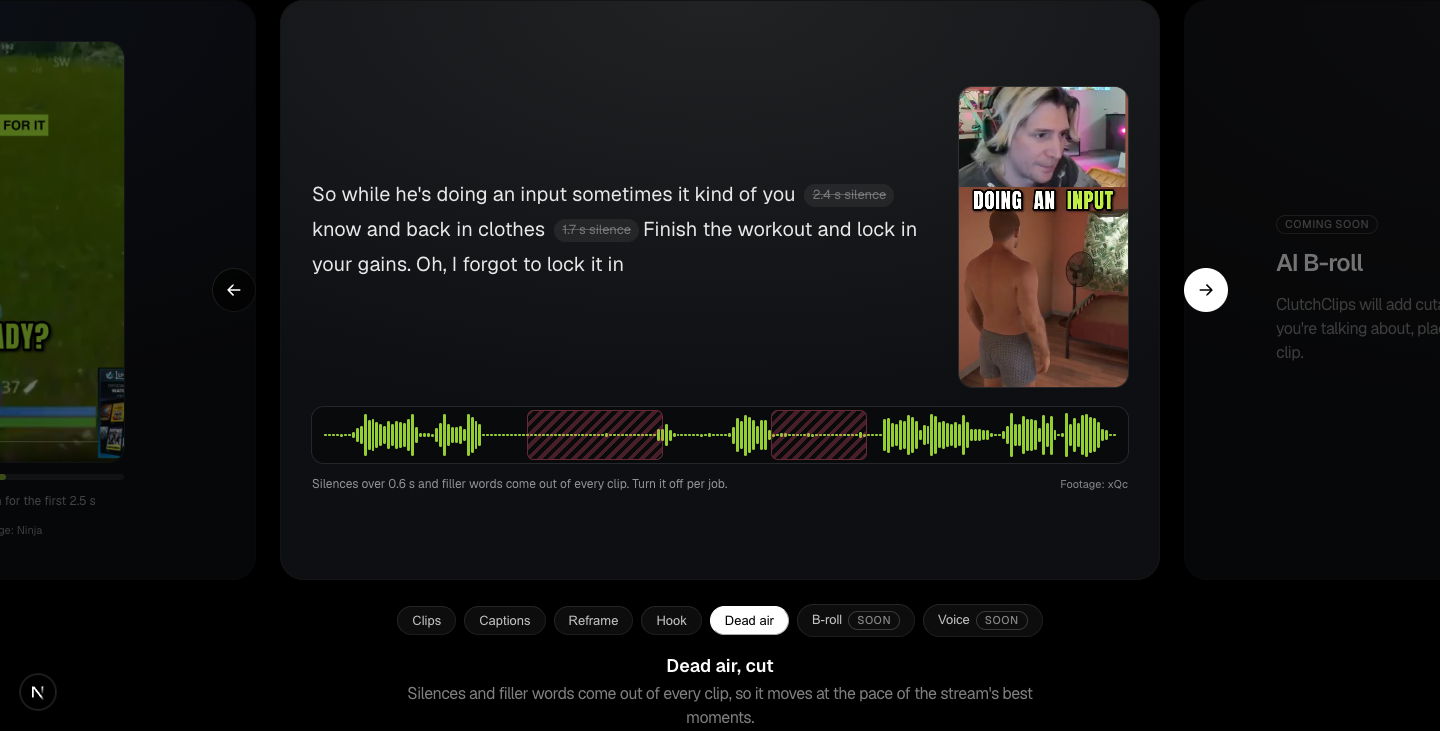 SW
FOR IT
ADY?
37
for the first 2.5 s
ge: Ninja
So while he's doing an input sometimes it kind of you 2.4 s silence
know and back in clothes 1.7 s silence Finish the workout and lock in
your gains. Oh, I forgot to lock it in
DOING AN INPUT
Silences over 0.6 s and filler words come out of every clip. Turn it off per job.
Footage: xQc
COMING SOON
AI B-roll
ClutchClips will add cuta
you're talking about, pla
clip.
Clips
Captions
Reframe
Hook
Dead air
B-roll SOON
Voice SOON
Dead air, cut
Silences and filler words come out of every clip, so it moves at the pace of the stream's best
moments.
N